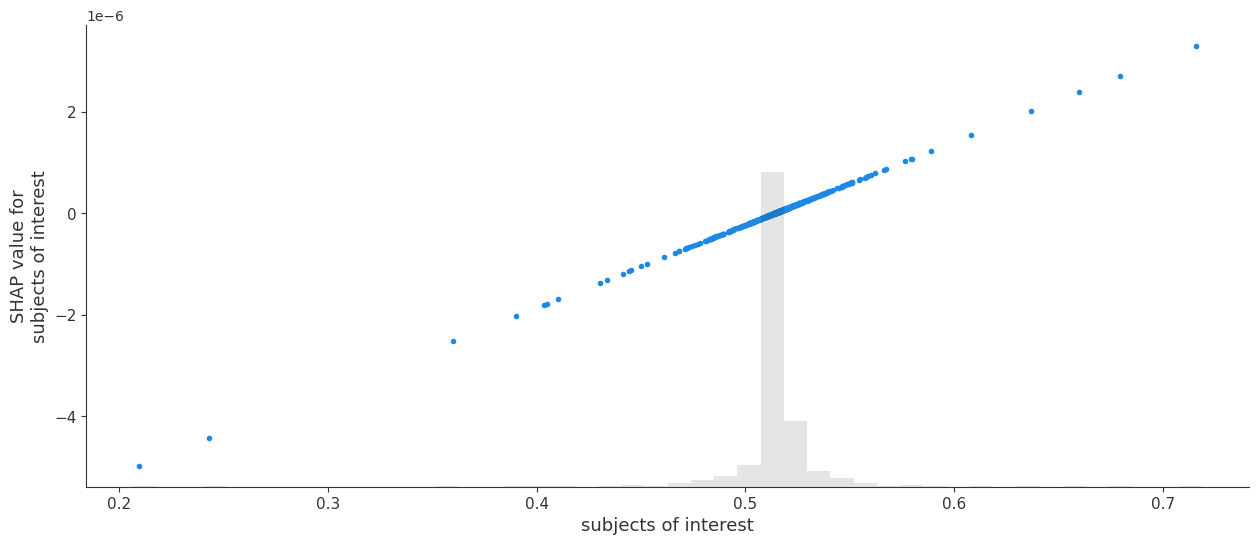 1e−6
2
0
−2
−4
SHAP value for
subjects of interest
0.2 0.3 0.4 0.5 0.6 0.7
subjects of interest